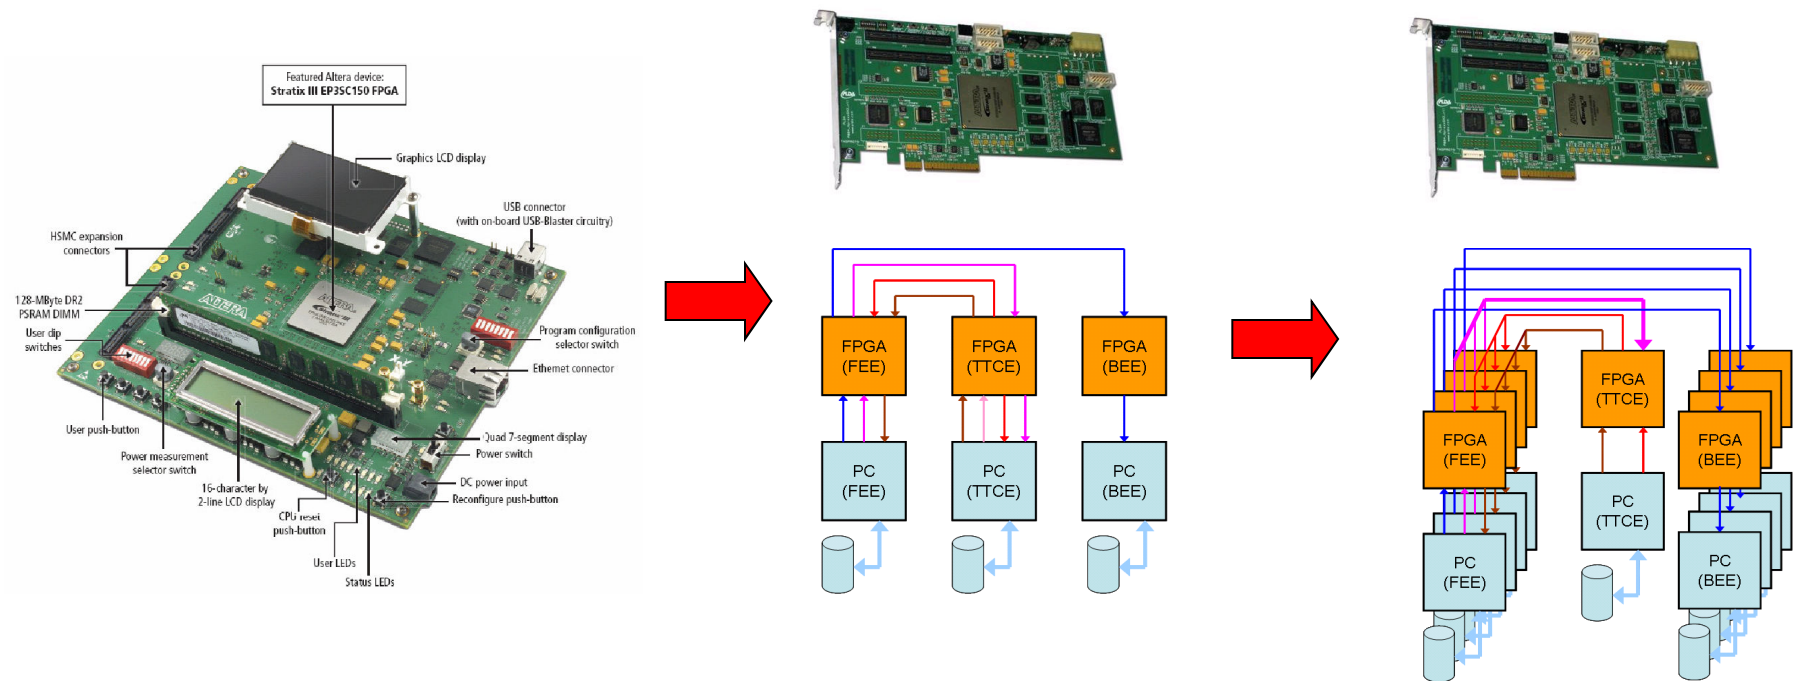 Featured Altera device:
Stratix III EP3SC150 FPGA
Graphics LCD display
USB connector
(with on-board USB-Blaster circuitry)
HSMC expansion
connectors
128-MByte DR2
PSRAM DIMM
User dip
switches
ALTERA
Program configuration
selector switch
Ethernet connector
User push-button
Quad 7-segment display
Power switch
Power measurement
selector switch
DC power input
16-character by
2-line LCD display
Reconfigure push-button
CPU reset
push-button
User LEDs
Status LEDs
FPGA
(FEE)
FPGA
(TTCE)
FPGA
(BEE)
PC
(FEE)
PC
(TTCE)
PC
(BEE)
FPGA
(TTCE)
FPGA
(FEE)
FPGA
(BEE)
PC
(TTCE)
PC
(FEE)
PC
(BEE)